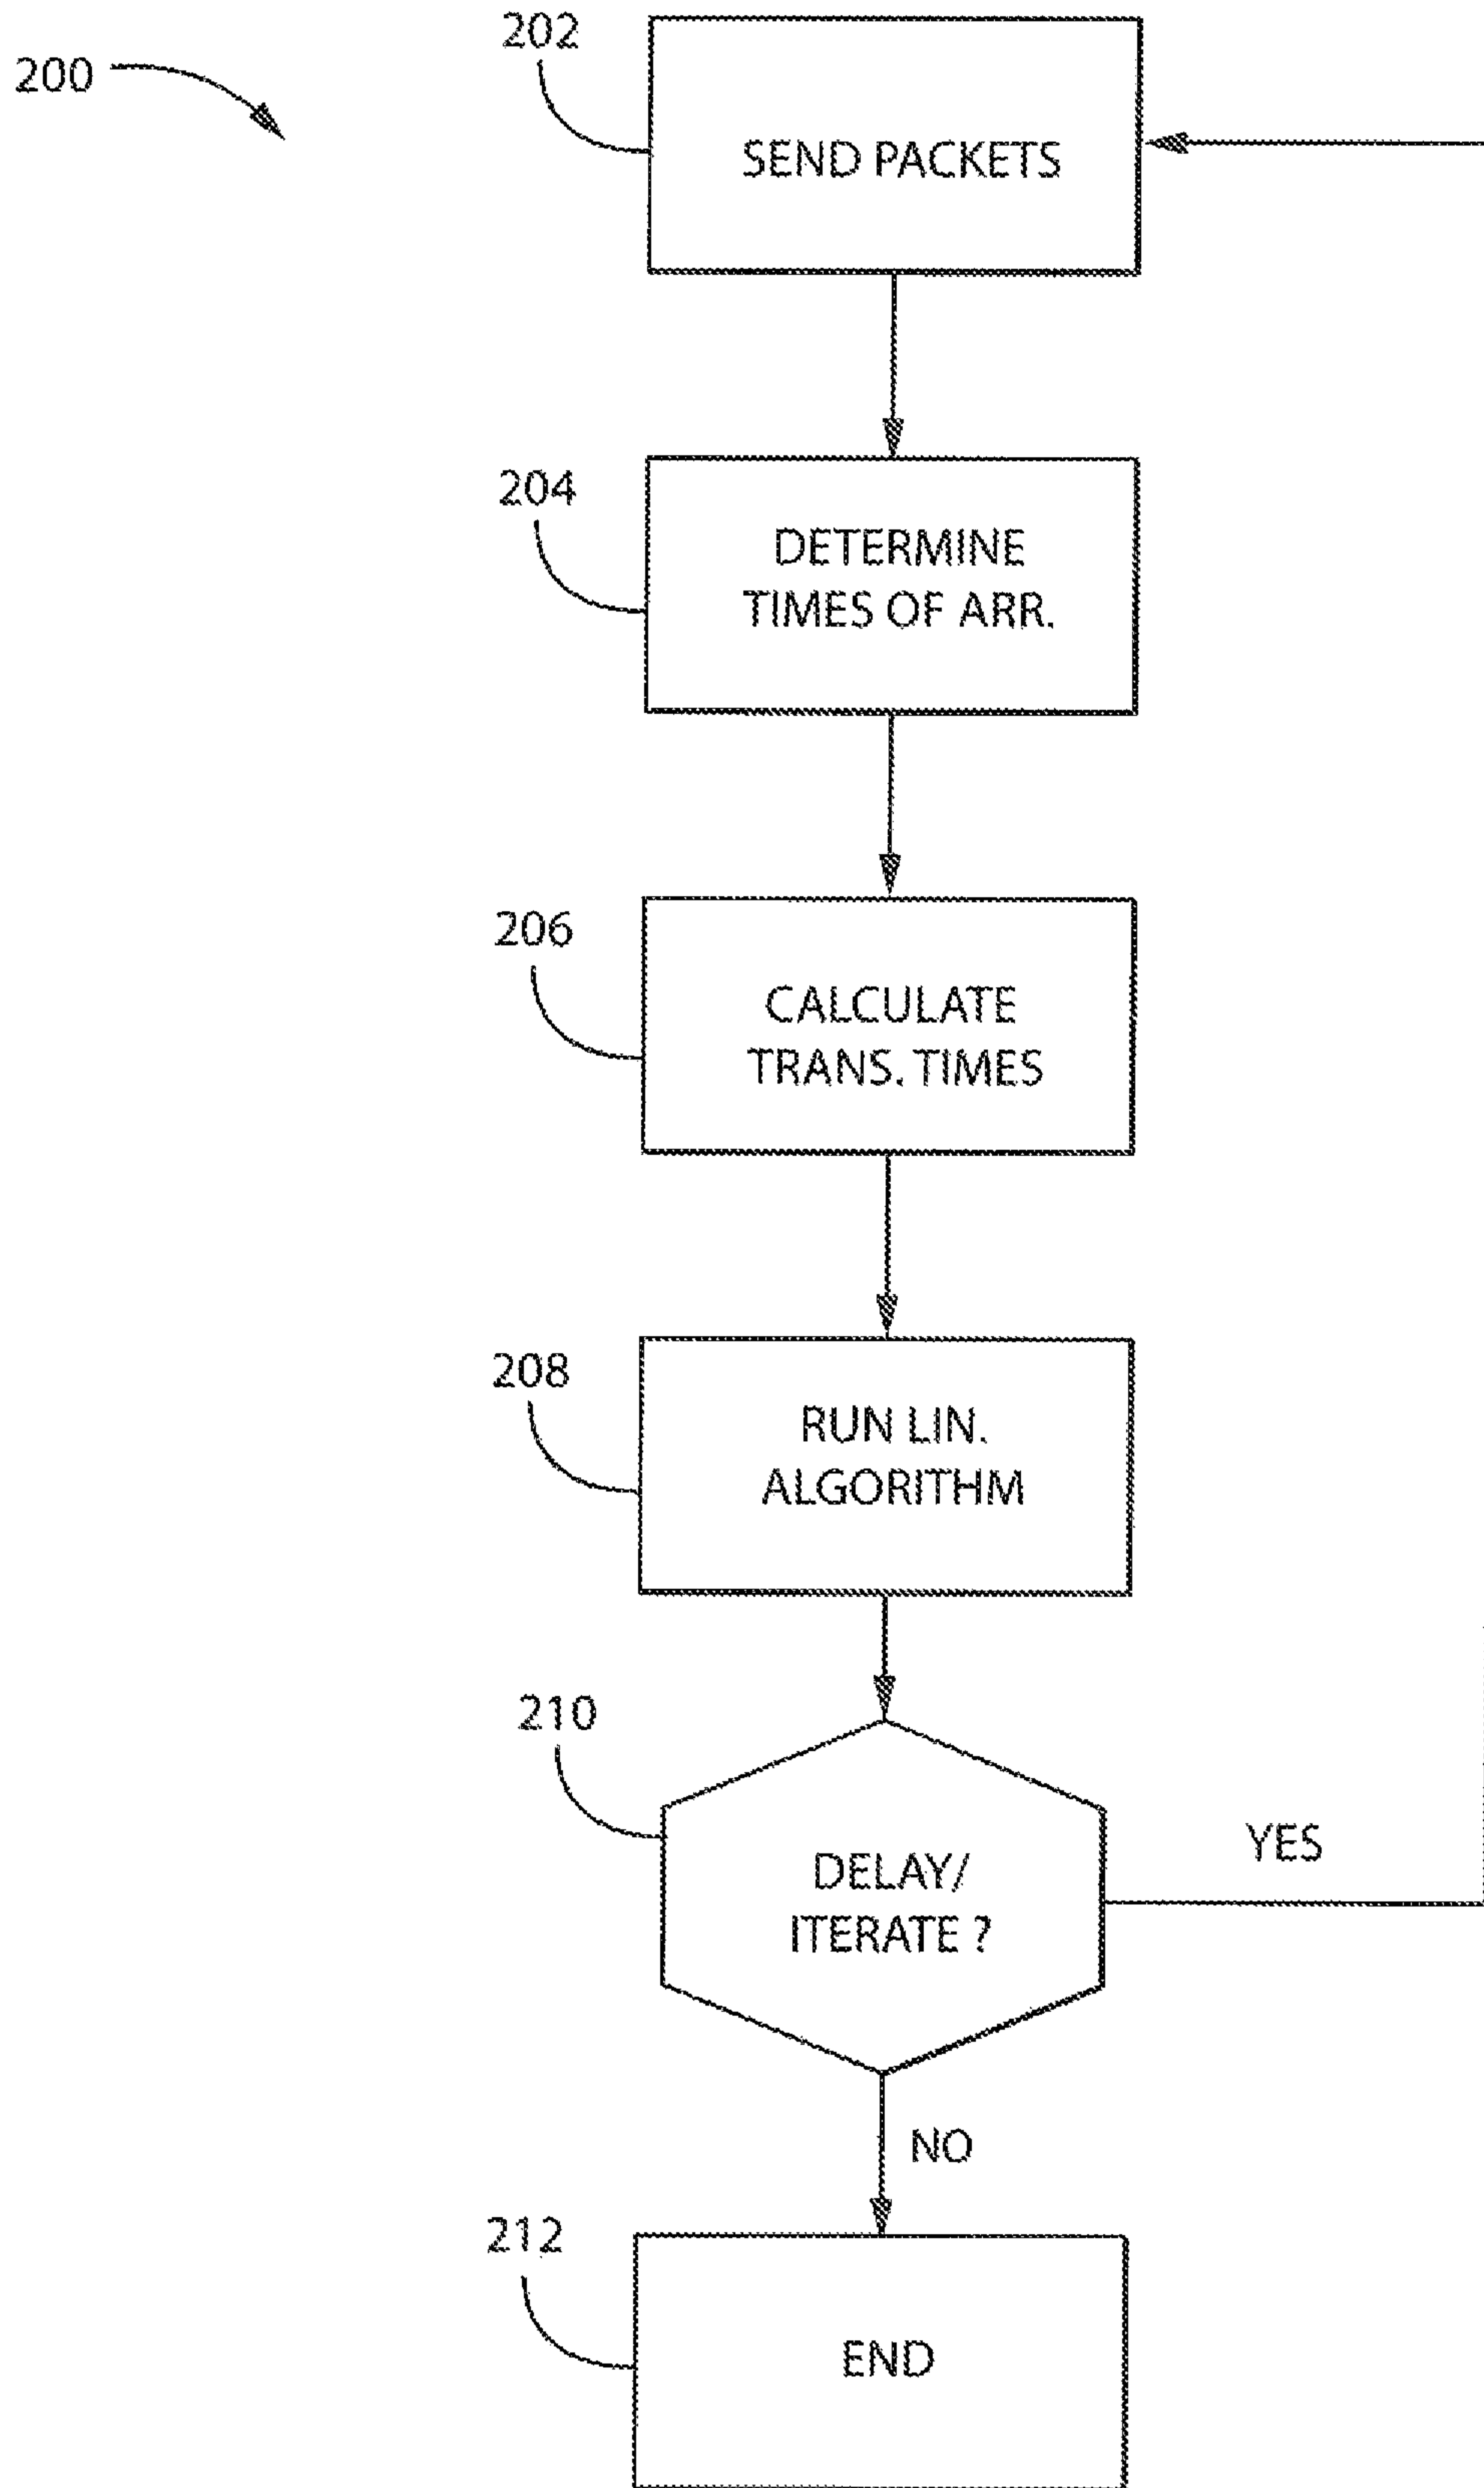 200
202
SEND PACKETS
204
DETERMINE
TIMES OF ARR.
206
CALCULATE
TRANS. TIMES
208
RUN LIN.
ALGORITHM
210
DELAY/
ITERATE ?
YES
NO
212
END